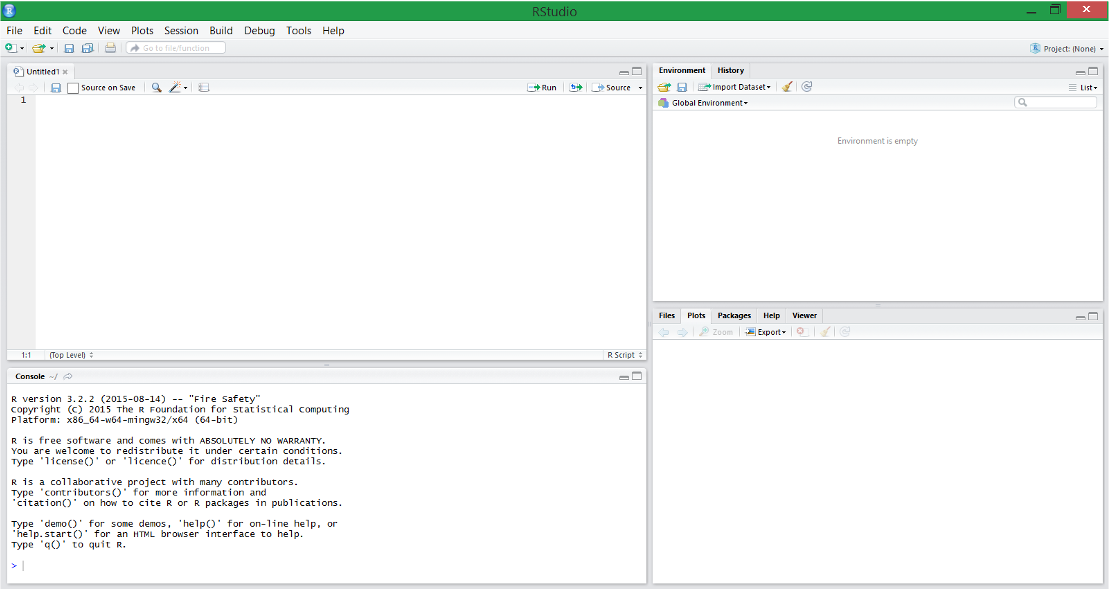 RStudio
File Edit Code View Plots Session Build Debug Tools Help
Go to file/function
Project: (None)
Untitled1
Source on Save
Run
Source
1
1:1 (Top Level)
R Script
Console ~/
R version 3.2.2 (2015-08-14) -- "Fire Safety"
Copyright (C) 2015 The R Foundation for Statistical Computing
Platform: x86_64-w64-mingw32/x64 (64-bit)
R is free software and comes with ABSOLUTELY NO WARRANTY.
You are welcome to redistribute it under certain conditions.
Type 'license()' or 'licence()' for distribution details.
R is a collaborative project with many contributors.
Type 'contributors()' for more information and
'citation()' on how to cite R or R packages in publications.
Type 'demo()' for some demos, 'help()' for on-line help, or
'help.start()' for an HTML browser interface to help.
Type 'q()' to quit R.
>
Environment History
Import Dataset
List
Global Environment
Environment is empty
Files Plots Packages Help Viewer
Zoom Export